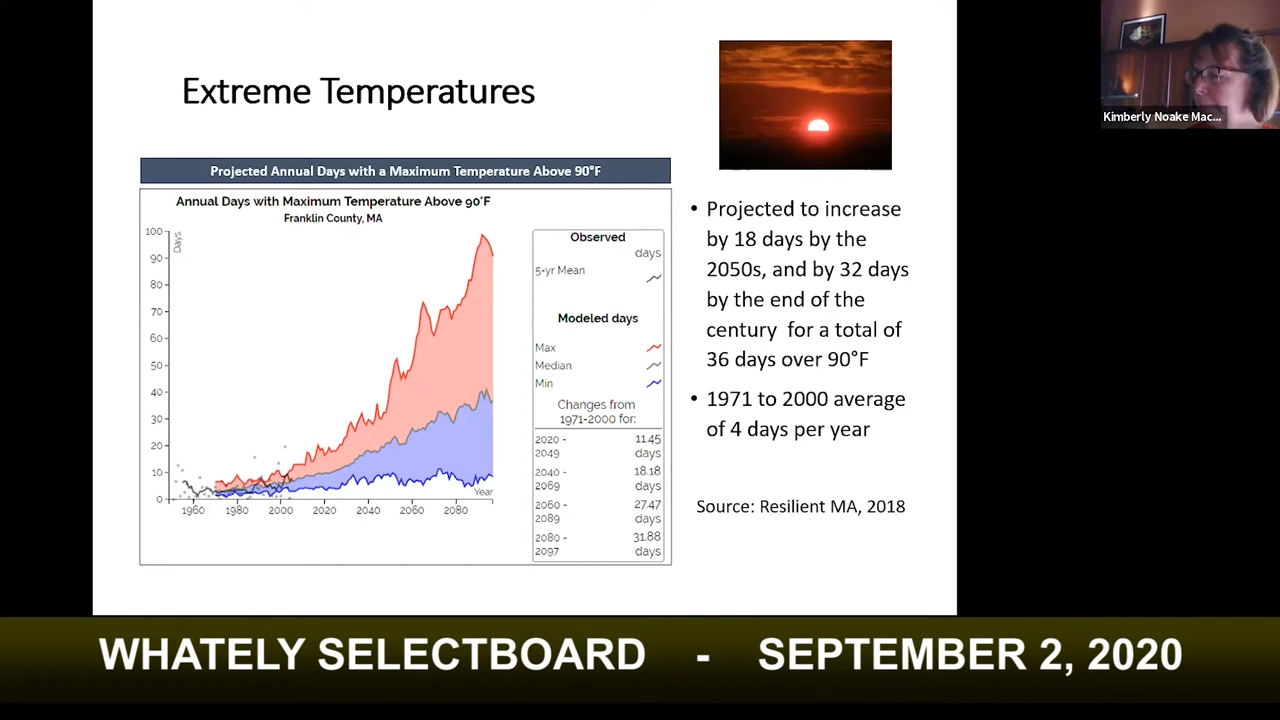 Extreme Temperatures
Kimberly Noake Mac...
Projected Annual Days with a Maximum Temperature Above 90°F
Annual Days with Maximum Temperature Above 90°F
Franklin County, MA
Days
100
90
80
70
60
50
40
30
20
10
0
1960
1980
2000
2020
2040
2060
2080
Year
Observed
days
5-yr Mean
Modeled days
Max
Median
Min
Changes from
1971-2000 for:
2020 - 11.45
2049 days
2040 - 18.18
2069 days
2060 - 27.47
2089 days
2080 - 31.88
2097 days
• Projected to increase
by 18 days by the
2050s, and by 32 days
by the end of the
century for a total of
36 days over 90°F
• 1971 to 2000 average
of 4 days per year
Source: Resilient MA, 2018
WHATELY SELECTBOARD - SEPTEMBER 2, 2020